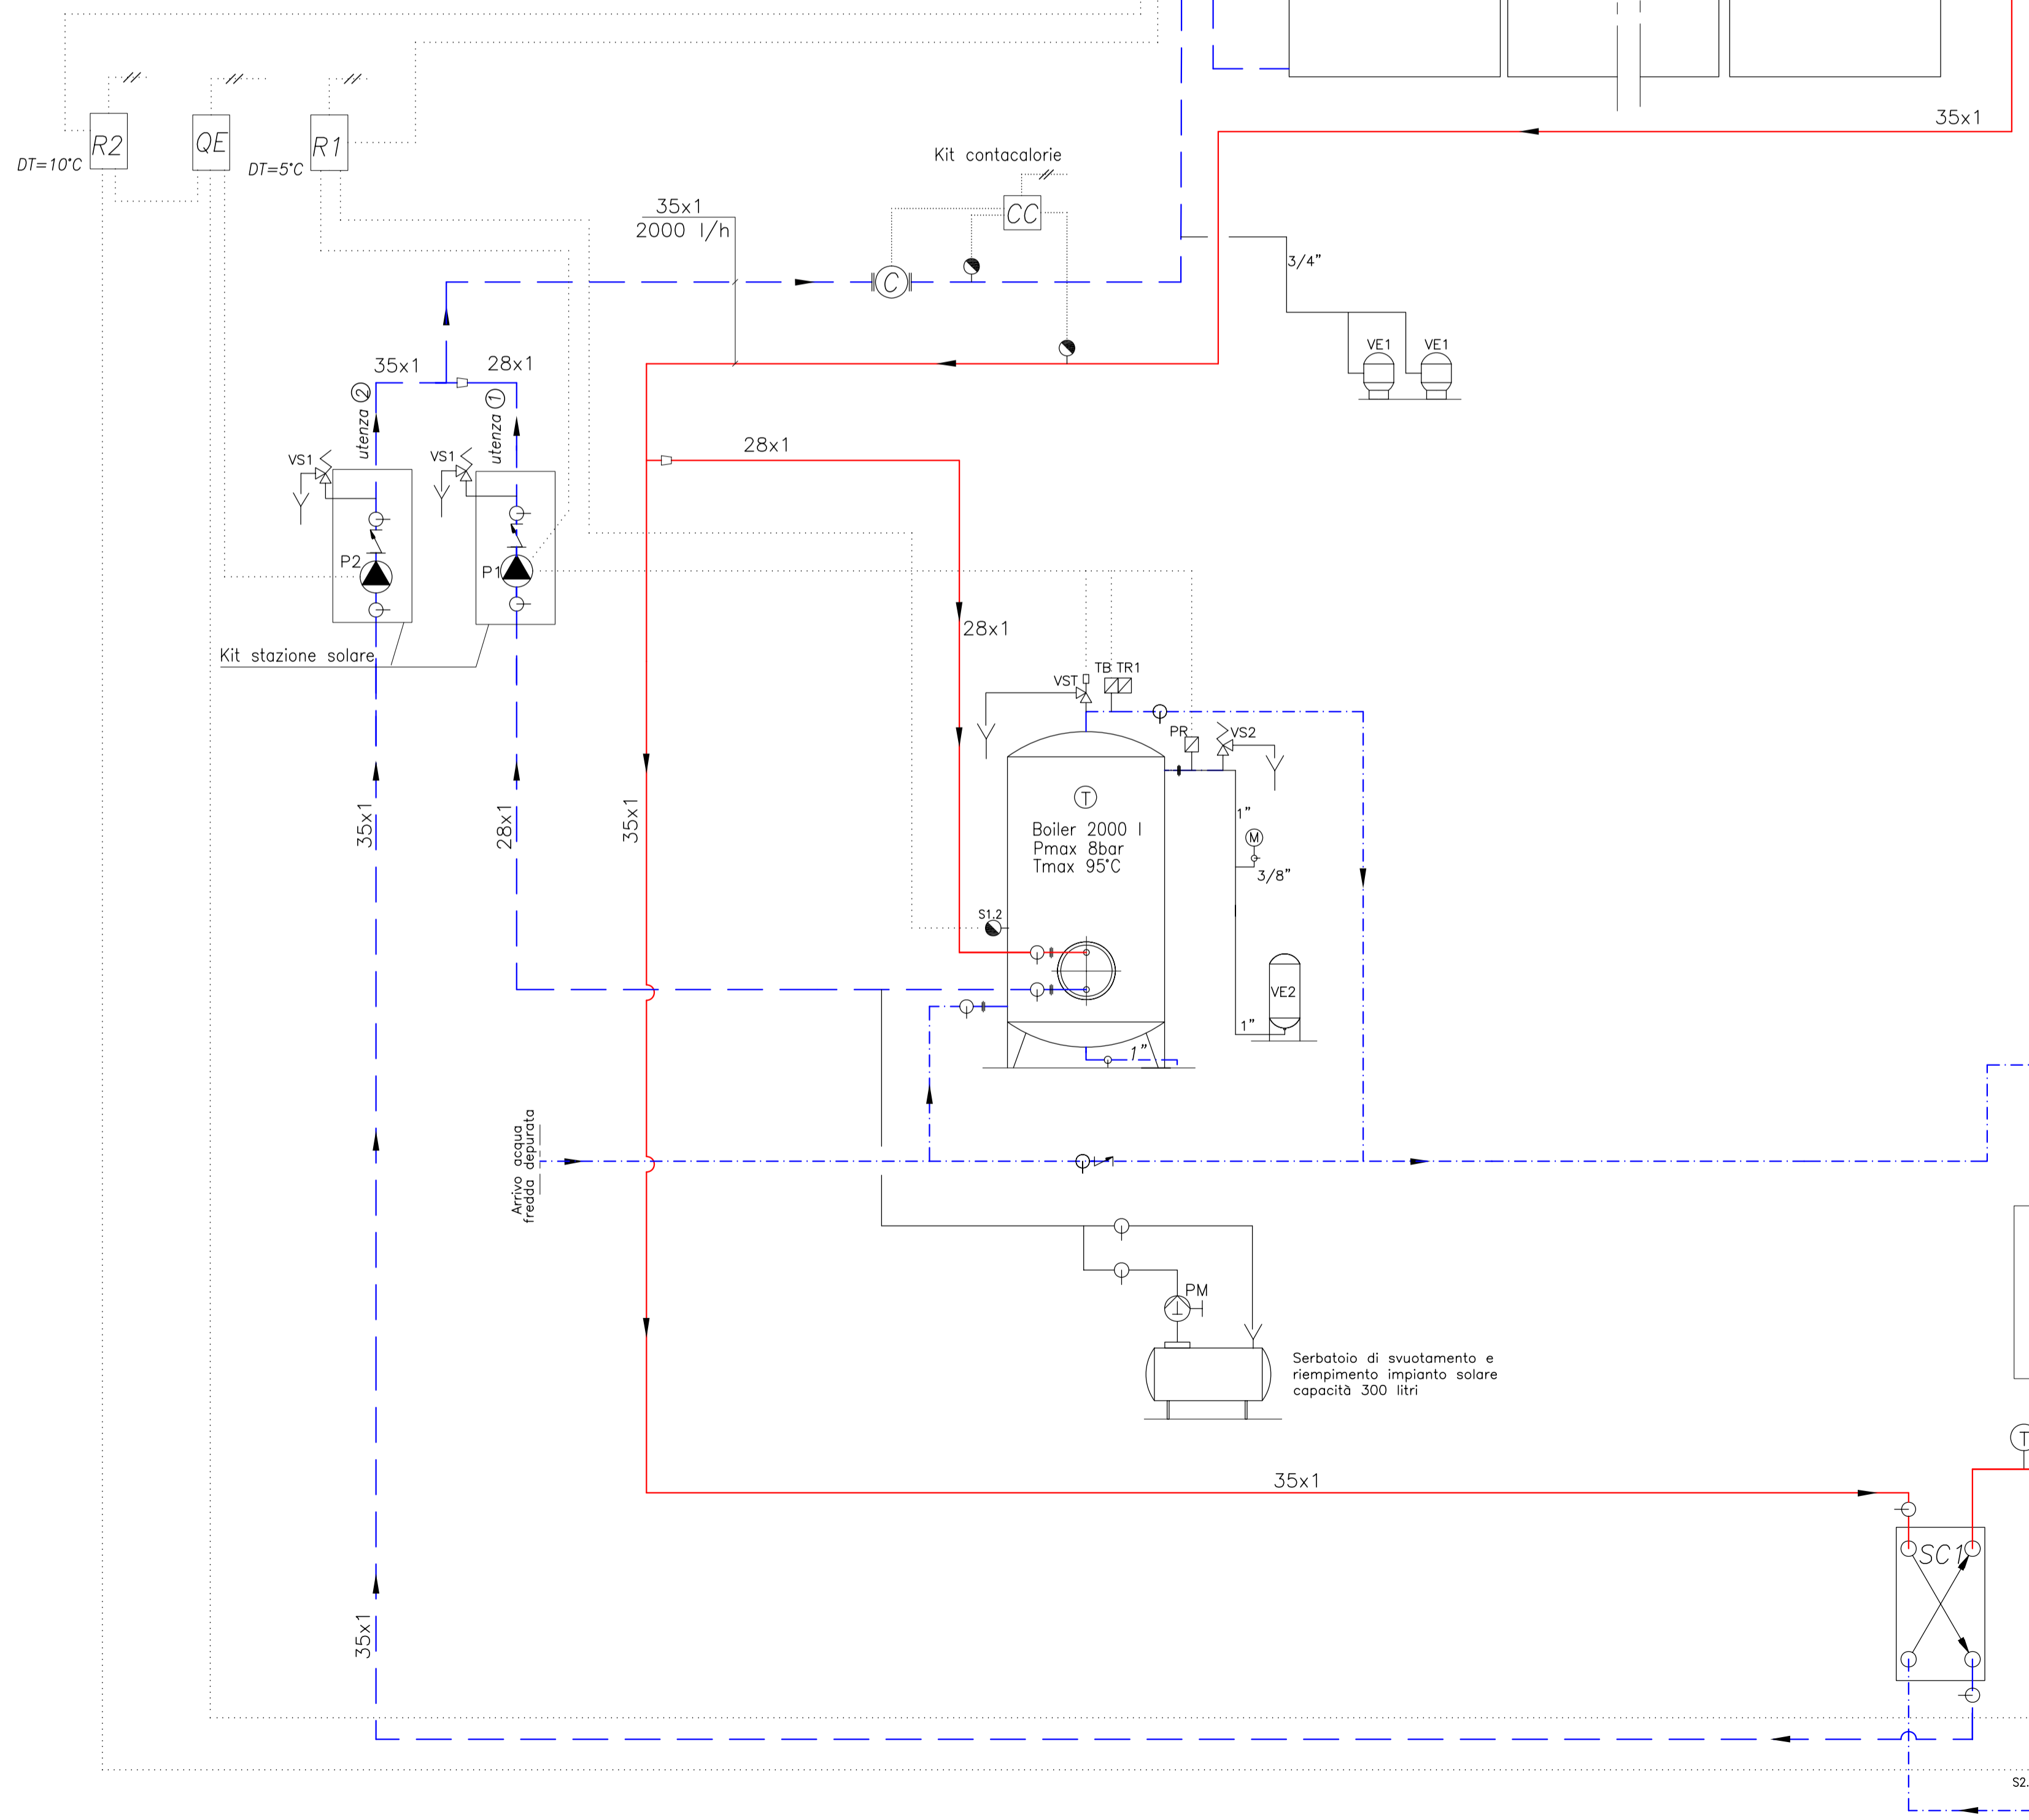 35x1
R2
QE
R1
DT=10°C
DT=5°C
Kit contacalorie
CC
35x1
2000 l/h
3/4"
C
VE1
VE1
35x1
28x1
utenza 2
utenza 1
28x1
VS1
VS1
P2
P1
28x1
Kit stazione solare
TB
TR1
VST
PR
VS2
T
35x1
28x1
35x1
Boiler 2000 l
Pmax 8bar
Tmax 95°C
1"
M
3/8"
S1.2
VE2
1"
1"
Arrivo acqua
fredda depurata
PM
Serbatoio di svuotamento e
riempimento impianto solare
capacità 300 litri
T
35x1
SC1
35x1
S2.